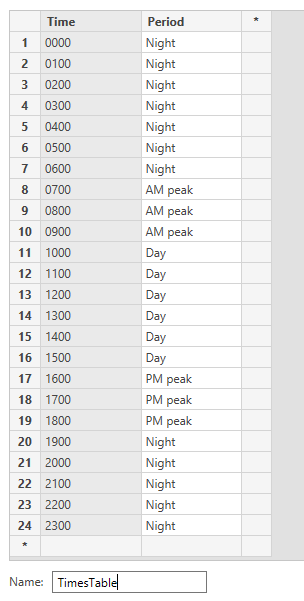 Time Period *
1 0000 Night
2 0100 Night
3 0200 Night
4 0300 Night
5 0400 Night
6 0500 Night
7 0600 Night
8 0700 AM peak
9 0800 AM peak
10 0900 AM peak
11 1000 Day
12 1100 Day
13 1200 Day
14 1300 Day
15 1400 Day
16 1500 Day
17 1600 PM peak
18 1700 PM peak
19 1800 PM peak
20 1900 Night
21 2000 Night
22 2100 Night
23 2200 Night
24 2300 Night
*
Name: TimesTable